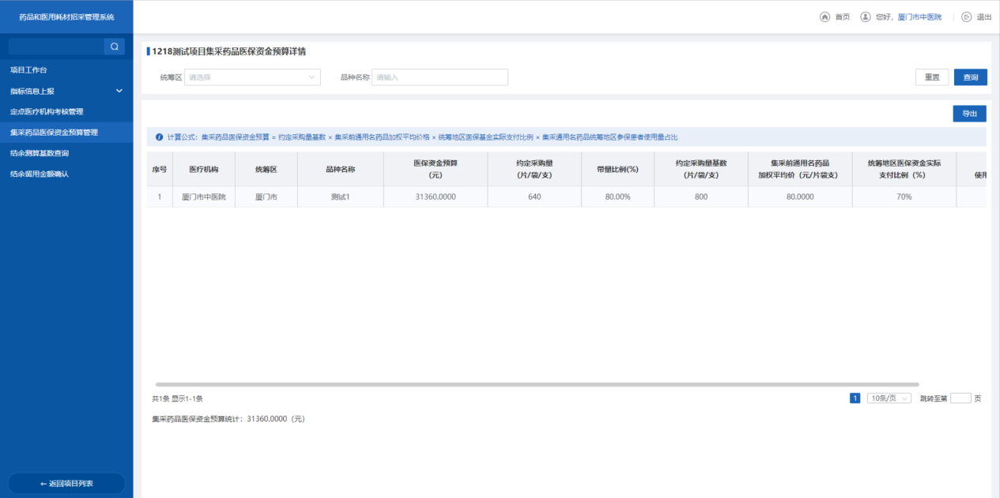 药品和医用耗材招采管理系统
首页 您好，厦门市中医院 退出
项目工作台
指标信息上报
定点医疗机构考核管理
集采药品医保资金预算管理
结余测算基数查询
结余留用金额确认
←返回项目列表
1218测试项目集采药品医保资金预算详情
统筹区 请选择 品种名称 请输入 重置 查询
导出
计算公式：集采药品医保资金预算 = 约定采购量基数 × 集采前通用名药品加权平均价格 × 统筹地区医保基金实际支付比例 × 集采通用名药品统筹地区参保患者使用量占比
序号 医疗机构 统筹区 品种名称 医保资金预算 约定采购量 带量比例(%) 约定采购量基数 集采前通用名药品 统筹地区医保资金实际
(元) (片/袋/支) (片/袋/支) 加权平均价（元/片袋支） 支付比例（%） 使用
1 厦门市中医院 厦门市 测试1 31360.0000 640 80.00% 800 80.0000 70%
共1条 显示1-1条 1 10条/页 跳转至第 页
集采药品医保资金预算统计：31360.0000（元）